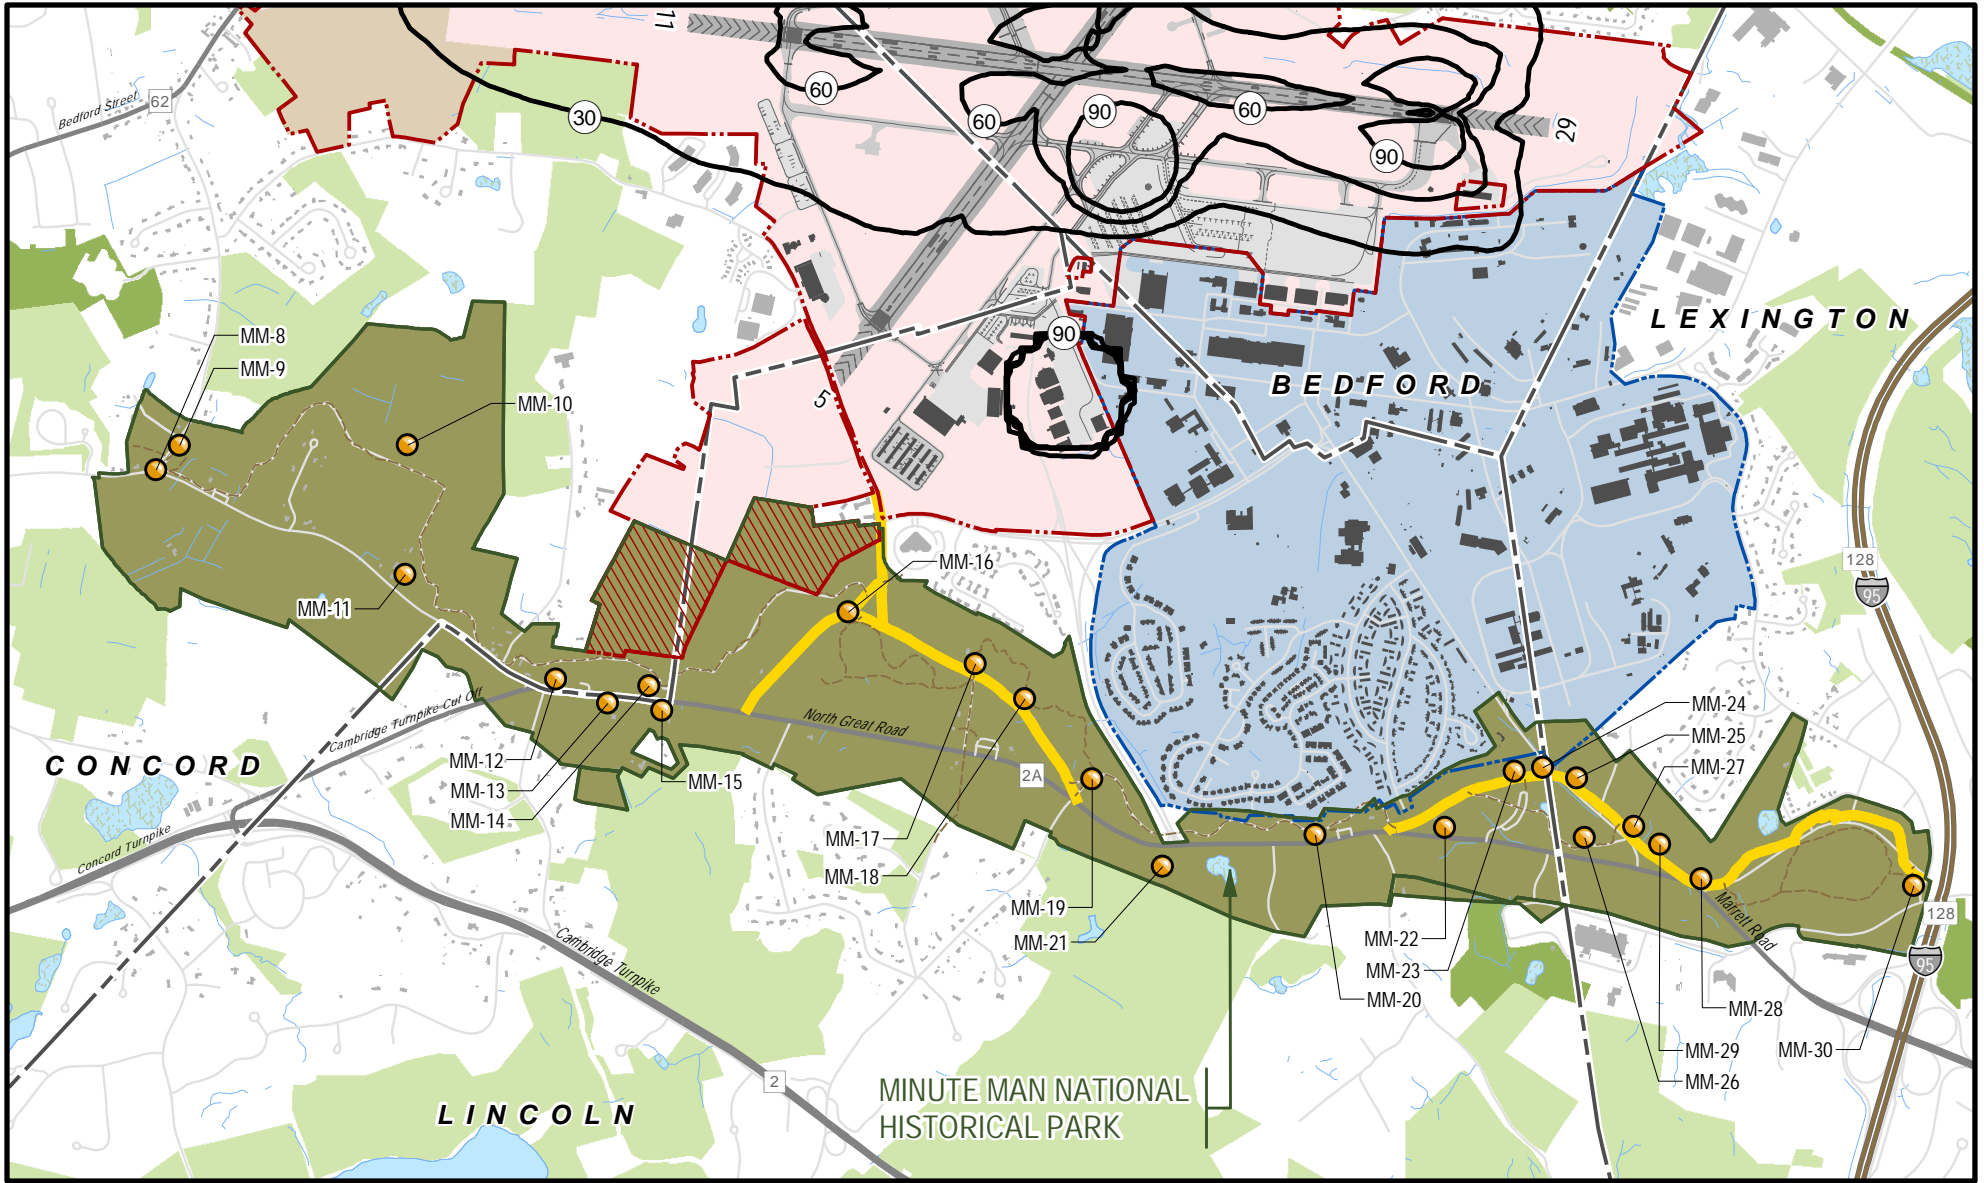 11
Bedford Street
62
30
60
60
90
60
90
29
LEXINGTON
MM-8
MM-9
90
BEDFORD
MM-10
5
128
95
MM-16
MM-11
MM-24
Cambridge Turnpike Cut Off
North Great Road
MM-25
CONCORD
MM-12
2A
MM-27
MM-13
MM-15
MM-14
Concord Turnpike
MM-17
MM-18
MM-19
Marrett Road
128
MM-21
MM-22
95
Cambridge Turnpike
MM-23
MM-20
MM-28
MM-29
MM-30
2
MM-26
MINUTE MAN NATIONAL
HISTORICAL PARK
LINCOLN